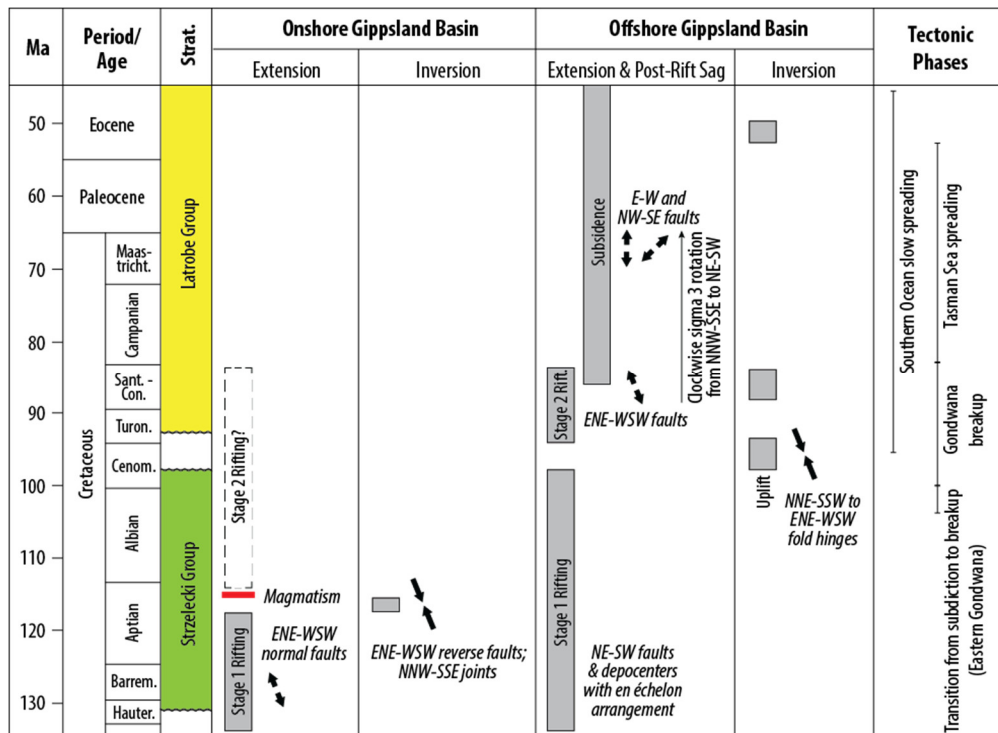 Ma
Period/
Age
Strat.
Onshore Gippsland Basin
Extension
Inversion
Offshore Gippsland Basin
Extension & Post-Rift Sag
Inversion
Tectonic
Phases
50
60
70
80
90
100
110
120
130
Eocene
Paleocene
Cretaceous
Maas-
tricht.
Campanian
Sant. -
Con.
Turon.
Cenom.
Albian
Aptian
Barrem.
Hauter.
Latrobe Group
Strzelecki Group
Stage 2 Rifting?
Magmatism
Stage 1 Rifting
ENE-WSW
normal faults
ENE-WSW reverse faults;
NNW-SSE joints
Subsidence
E-W and
NW-SE faults
Clockwise sigma 3 rotation
from NNW-SSE to NE-SW
Stage 2 Rift.
ENE-WSW faults
Stage 1 Rifting
NE-SW faults
& depocenters
with en échelon
arrangement
Uplift
NNE-SSW to
ENE-WSW
fold hinges
Southern Ocean slow spreading
Tasman Sea spreading
Gondwana
breakup
Transition from subdiction to breakup
(Eastern Gondwana)